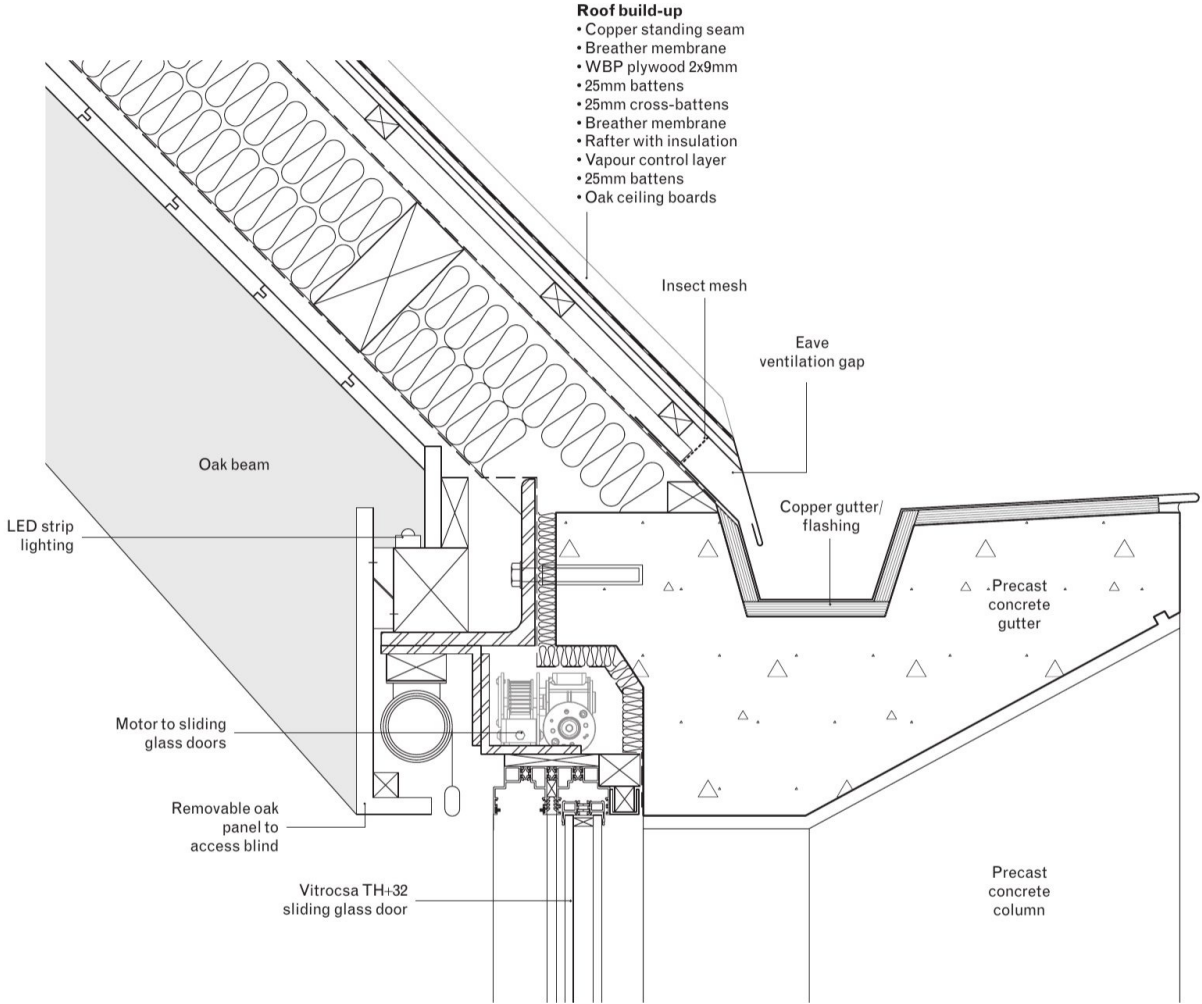 Roof build-up
• Copper standing seam
• Breather membrane
• WBP plywood 2x9mm
• 25mm battens
• 25mm cross-battens
• Breather membrane
• Rafter with insulation
• Vapour control layer
• 25mm battens
• Oak ceiling boards
Insect mesh
Eave
ventilation gap
Oak beam
LED strip
lighting
Copper gutter/
flashing
Precast
concrete
gutter
Motor to sliding
glass doors
Removable oak
panel to
access blind
Vitrocsa TH+32
sliding glass door
Precast
concrete
column